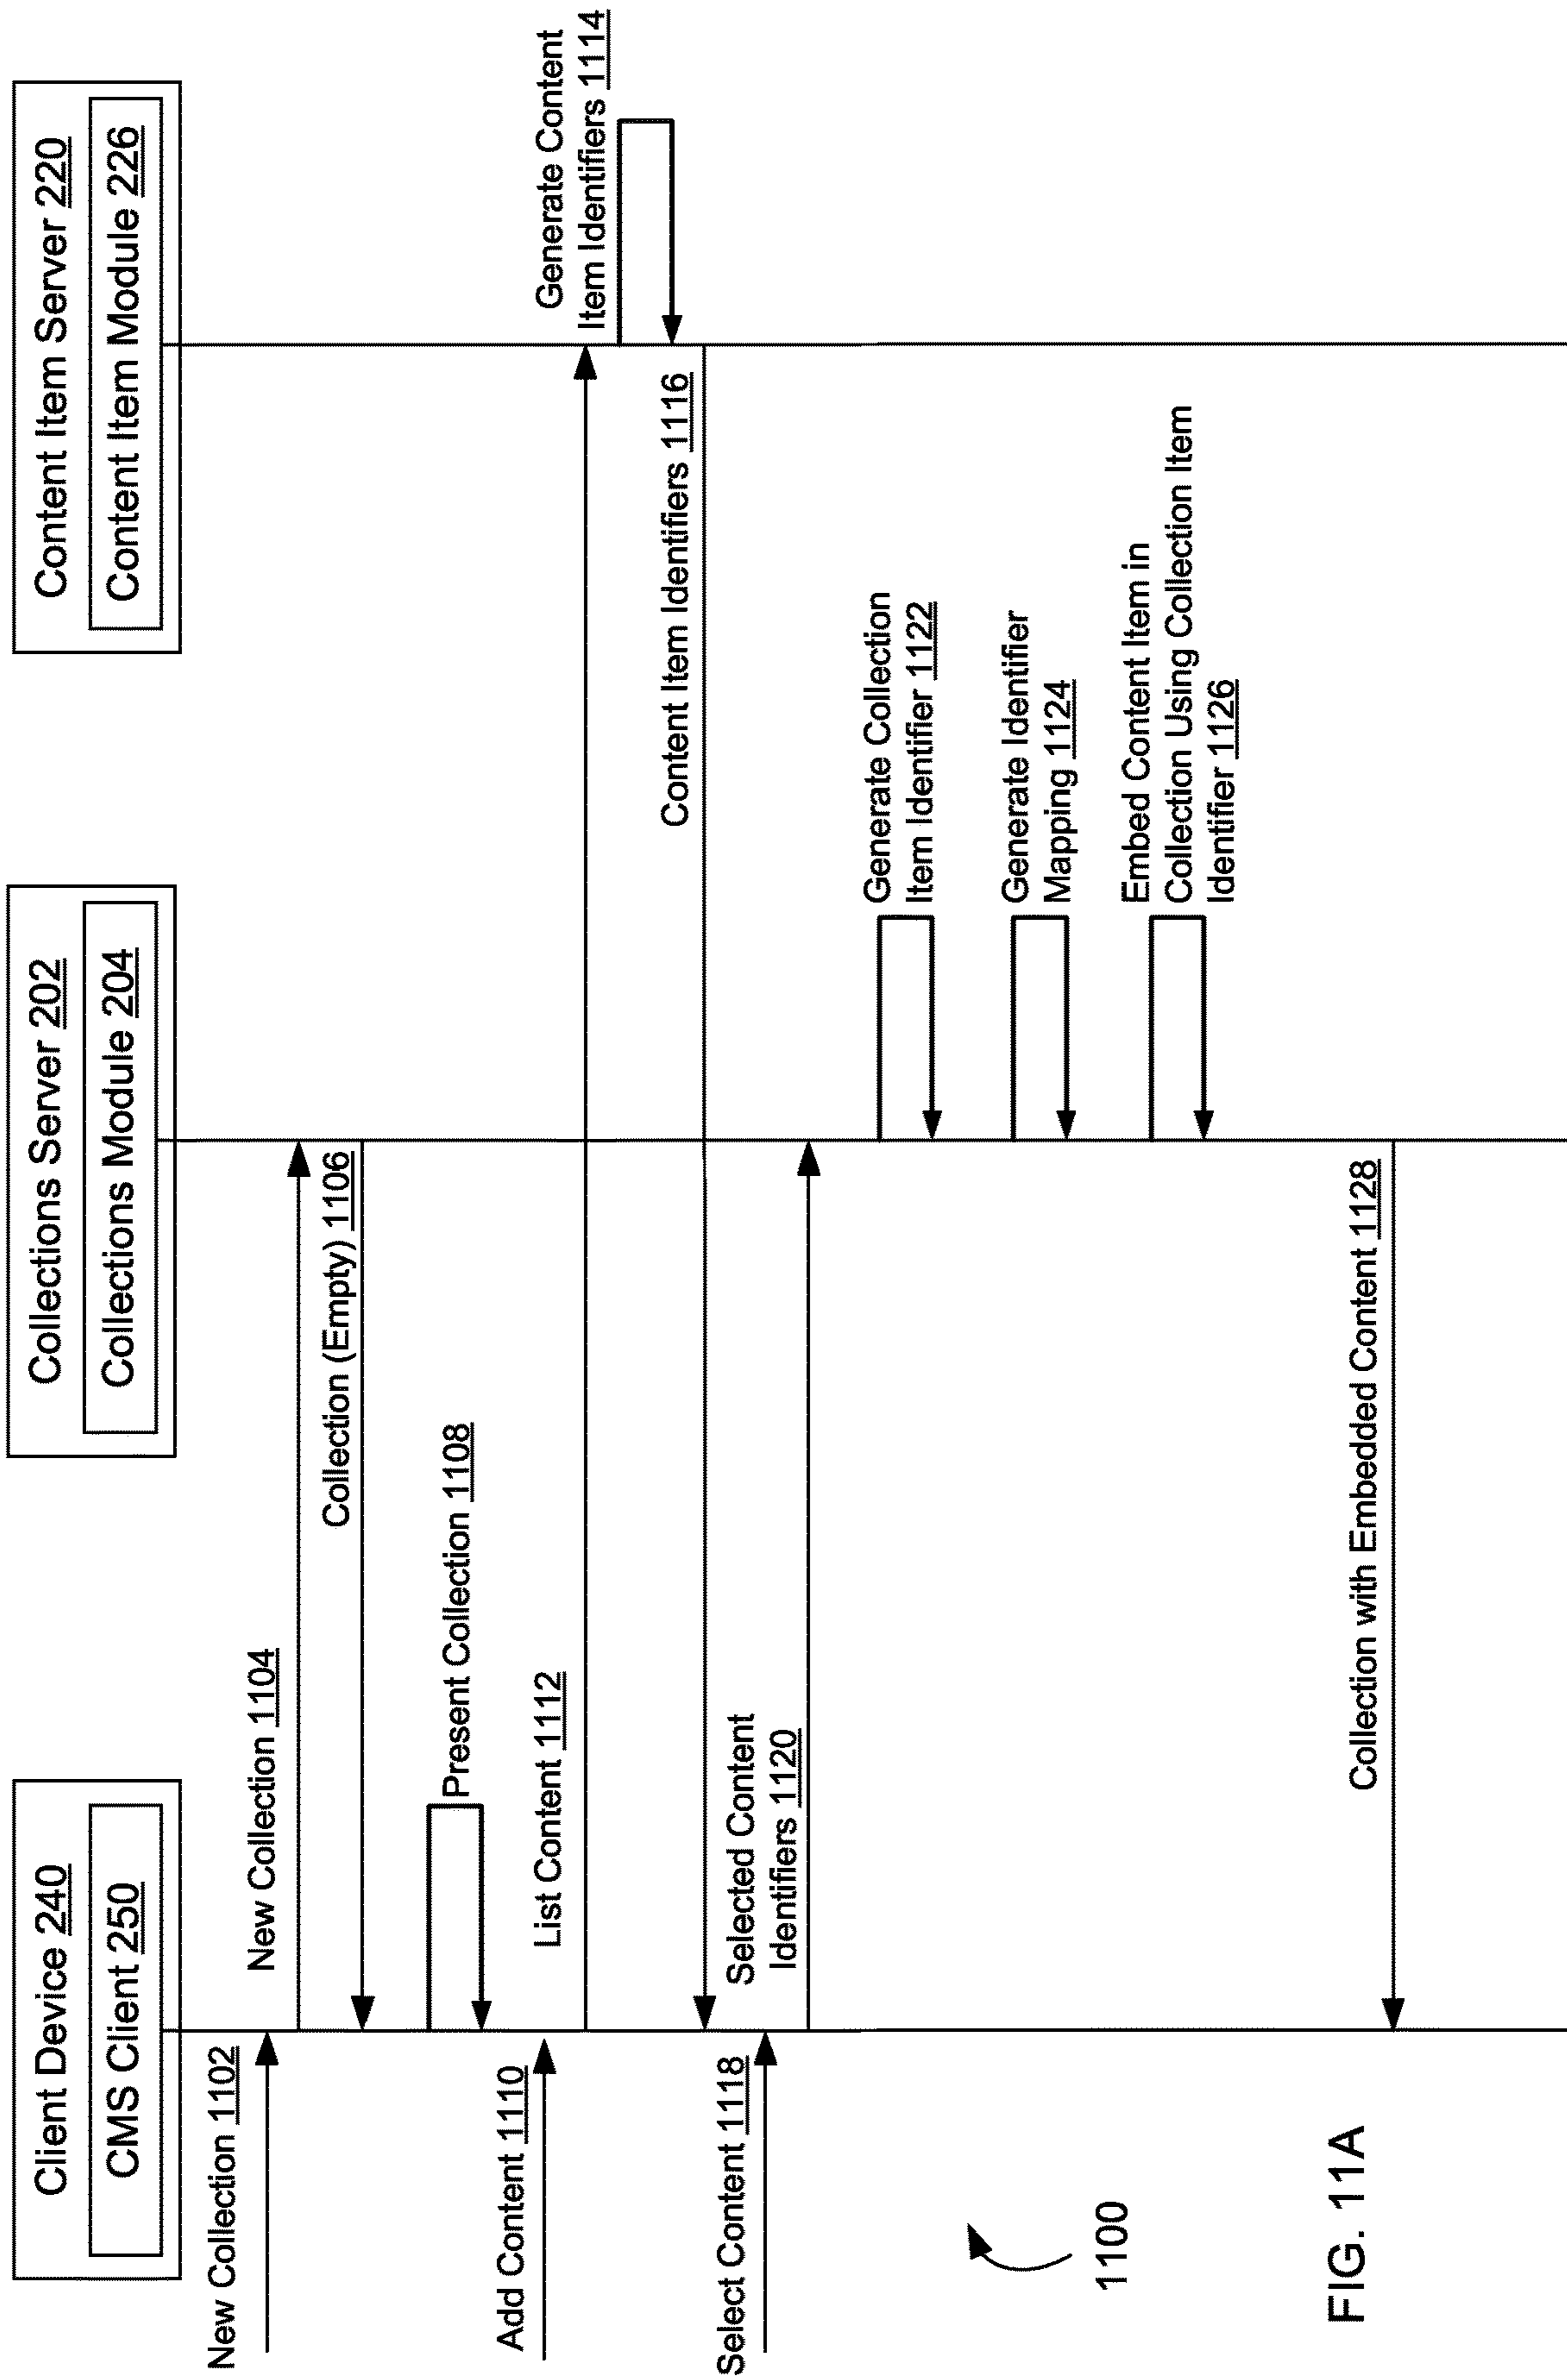 Client Device 240
CMS Client 250
Collections Server 202
Collections Module 204
Content Item Server 220
Content Item Module 226
New Collection 1102
New Collection 1104
Collection (Empty) 1106
Present Collection 1108
Add Content 1110
List Content 1112
Generate Content
Item Identifiers 1114
Content Item Identifiers 1116
Select Content 1118
Selected Content
Identifiers 1120
Generate Collection
Item Identifier 1122
Generate Identifier
Mapping 1124
Embed Content Item in
Collection Using Collection Item
Identifier 1126
Collection with Embedded Content 1128
1100
FIG. 11A